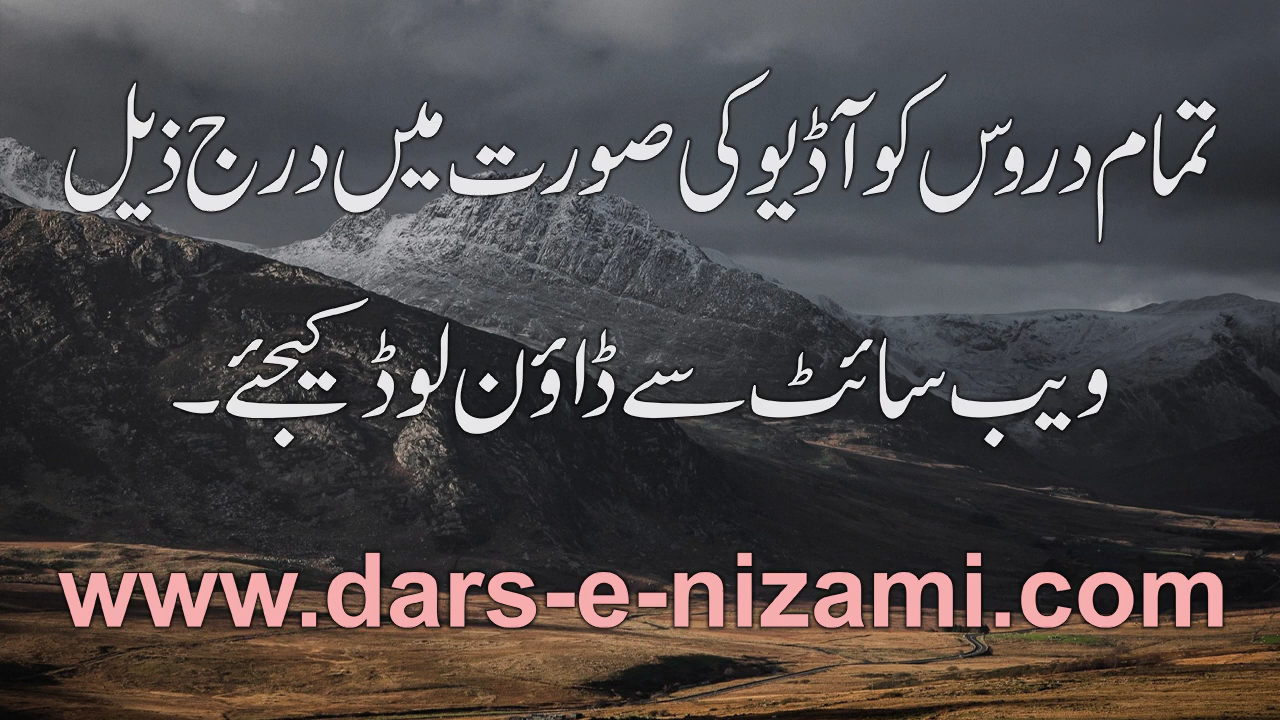 تمام دروس کو آڈیو کی صورت میں درج ذیل
ویب سائٹ سے ڈاؤن لوڈ کیجئے۔
www.dars-e-nizami.com